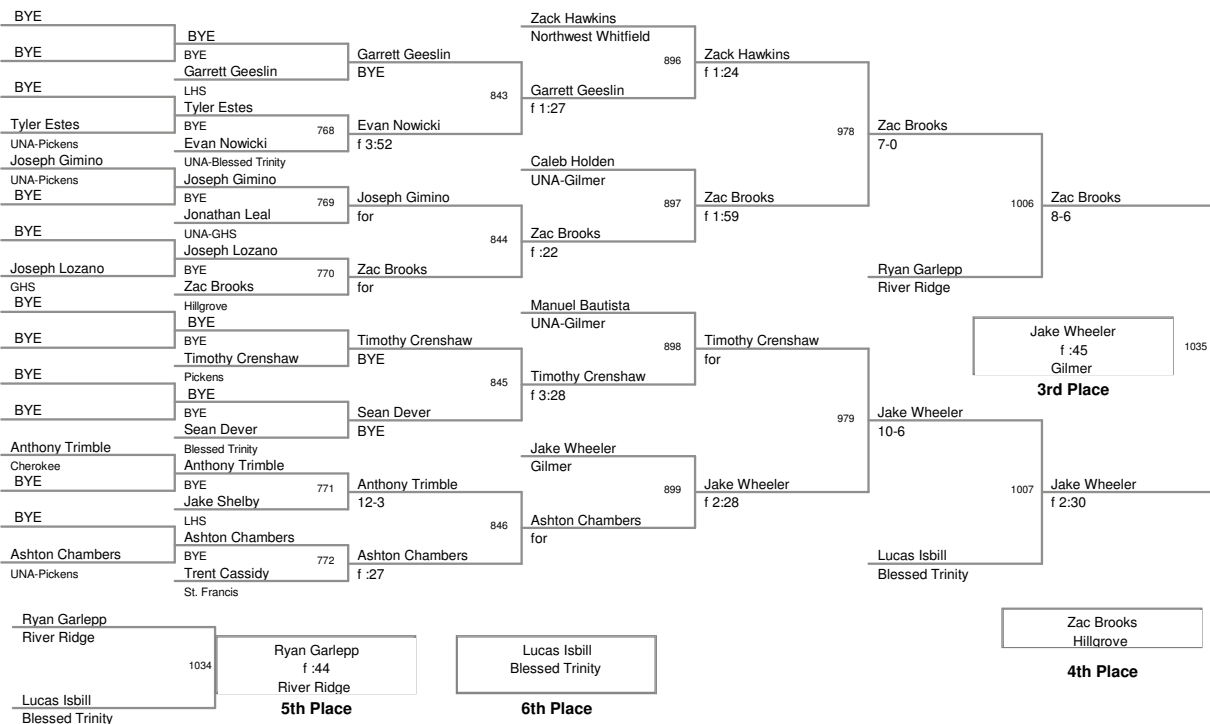 BYE
BYE
BYE
Tyler Estes
UNA-Pickens
Joseph Gimino
UNA-Pickens
BYE
BYE
Joseph Lozano
GHS
BYE
BYE
BYE
BYE
Anthony Trimble
Cherokee
BYE
BYE
Ashton Chambers
UNA-Pickens
BYE
BYE
Garrett Geeslin
LHS
Tyler Estes
BYE
768
Evan Nowicki
UNA-Blessed Trinity
Joseph Gimino
BYE
769
Jonathan Leal
UNA-GHS
Joseph Lozano
BYE
770
Zac Brooks
Hillgrove
BYE
BYE
Timothy Crenshaw
Pickens
BYE
BYE
Sean Dever
Blessed Trinity
Anthony Trimble
BYE
771
Jake Shelby
LHS
Ashton Chambers
BYE
772
Trent Cassidy
St. Francis
Garrett Geeslin
BYE
843
Evan Nowicki
f 3:52
Joseph Gimino
for
844
Zac Brooks
for
Timothy Crenshaw
BYE
845
Sean Dever
BYE
Anthony Trimble
12-3
846
Ashton Chambers
f :27
Zack Hawkins
Northwest Whitfield
896
Garrett Geeslin
f 1:27
Caleb Holden
UNA-Gilmer
897
Zac Brooks
f :22
Manuel Bautista
UNA-Gilmer
898
Timothy Crenshaw
f 3:28
Jake Wheeler
Gilmer
899
Ashton Chambers
for
Zack Hawkins
f 1:24
978
Zac Brooks
f 1:59
Timothy Crenshaw
for
979
Jake Wheeler
f 2:28
Zac Brooks
7-0
1006
Ryan Garlepp
River Ridge
Jake Wheeler
10-6
1007
Lucas Isbill
Blessed Trinity
Zac Brooks
8-6
Jake Wheeler
f :45
Gilmer
1035
3rd Place
Jake Wheeler
f 2:30
Zac Brooks
Hillgrove
4th Place
Ryan Garlepp
River Ridge
1034
Lucas Isbill
Blessed Trinity
Ryan Garlepp
f :44
River Ridge
5th Place
Lucas Isbill
Blessed Trinity
6th Place